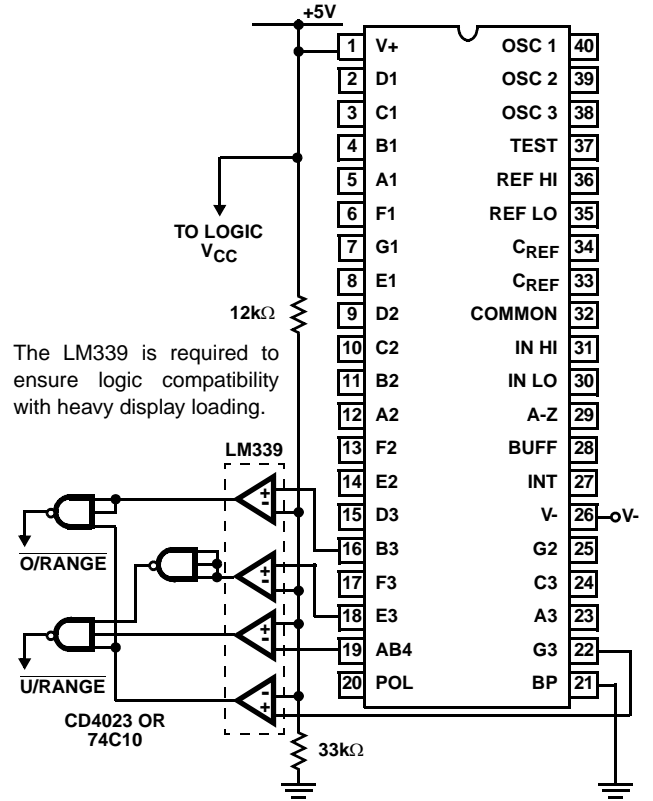 +5V
1 V+ OSC 1 40
2 D1 OSC 2 39
3 C1 OSC 3 38
4 B1 TEST 37
5 A1 REF HI 36
6 F1 REF LO 35
7 G1 CREF 34
8 E1 CREF 33
9 D2 COMMON 32
10 C2 IN HI 31
11 B2 IN LO 30
12 A2 A-Z 29
13 F2 BUFF 28
14 E2 INT 27
15 D3 V- 26 V-
16 B3 G2 25
17 F3 C3 24
18 E3 A3 23
19 AB4 G3 22
20 POL BP 21
TO LOGIC
VCC
12kΩ
The LM339 is required to
ensure logic compatibility
with heavy display loading.
LM339
+
-
O/RANGE
+
-
-
+
U/RANGE
-
+
CD4023 OR
74C10
33kΩ